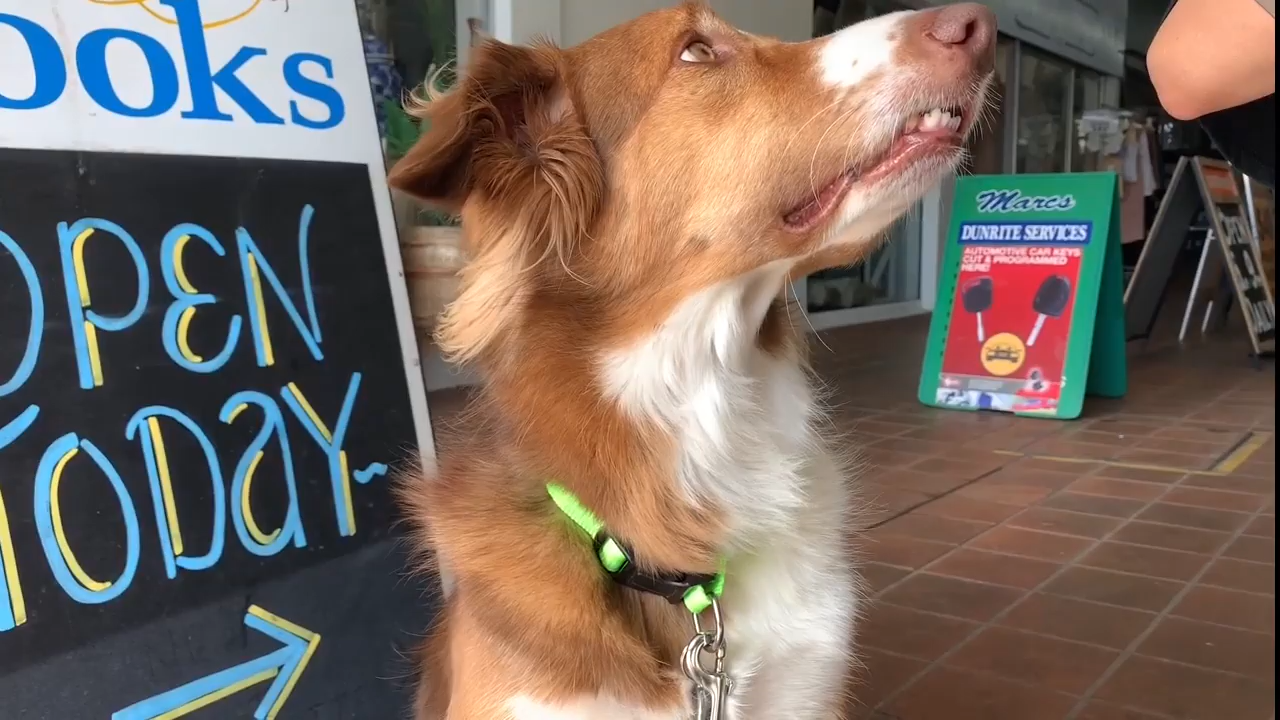 ooks
OPEN
TODAY~
Marcs
DUNRITE SERVICES
AUTOMOTIVE CAR KEYS
CUT & PROGRAMMED
HERE!
OPEN